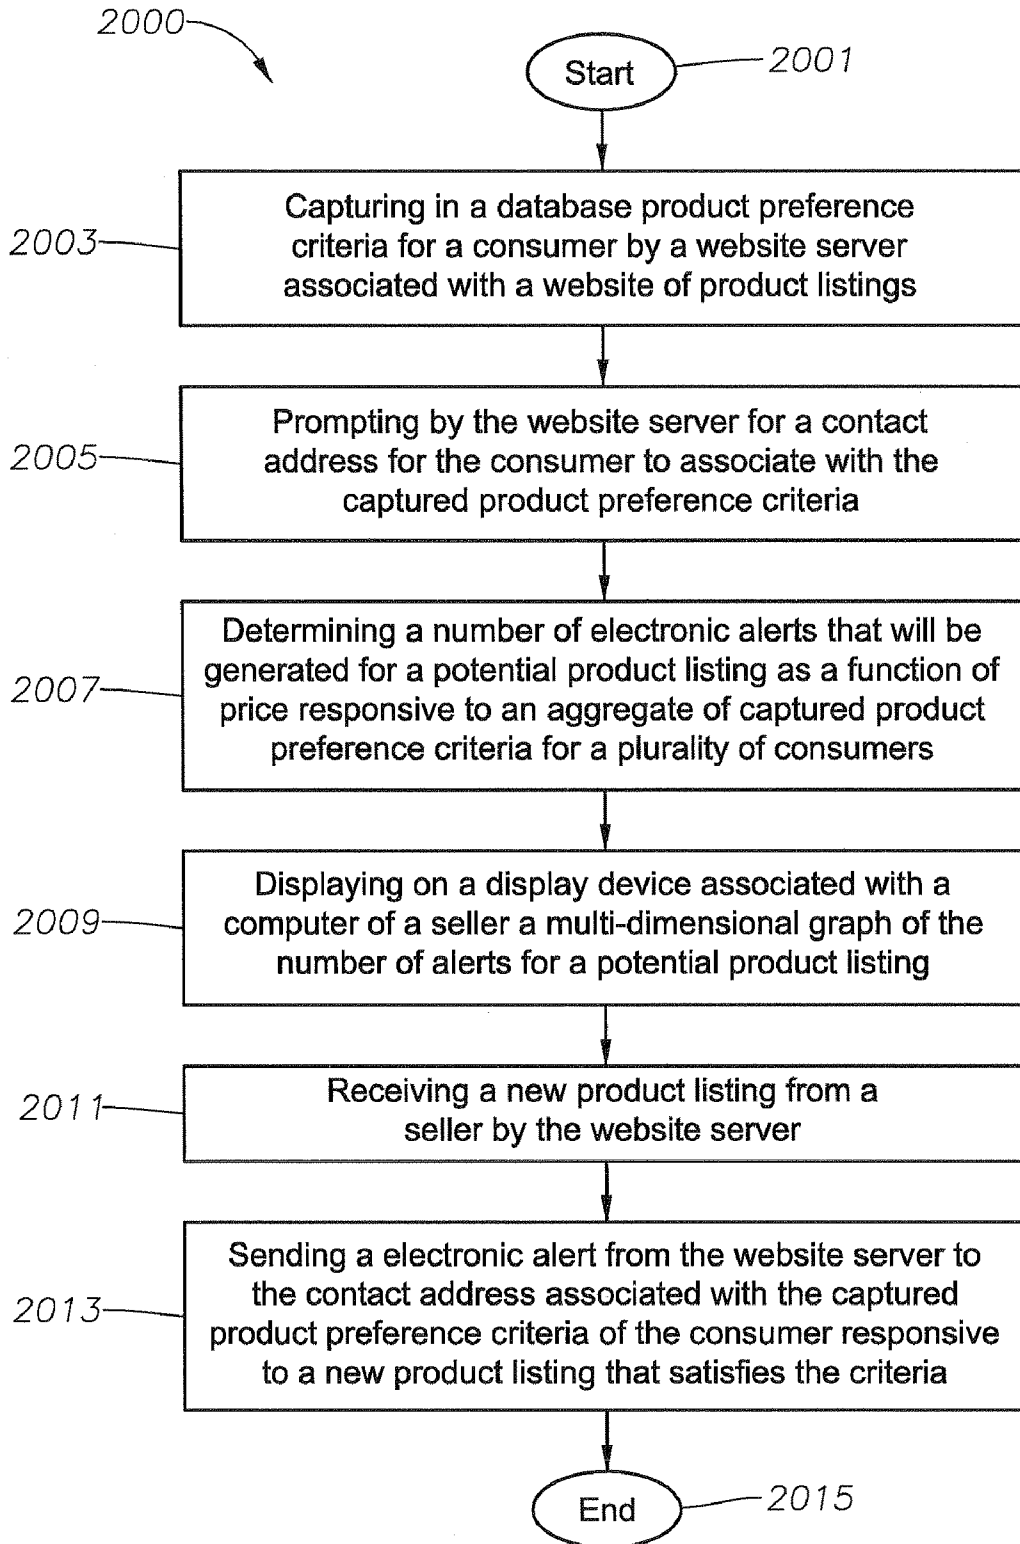 2000
Start
2001
Capturing in a database product preference
criteria for a consumer by a website server
associated with a website of product listings
2003
Prompting by the website server for a contact
address for the consumer to associate with the
captured product preference criteria
2005
Determining a number of electronic alerts that will be
generated for a potential product listing as a function of
price responsive to an aggregate of captured product
preference criteria for a plurality of consumers
2007
Displaying on a display device associated with a
computer of a seller a multi-dimensional graph of the
number of alerts for a potential product listing
2009
Receiving a new product listing from a
seller by the website server
2011
Sending a electronic alert from the website server to
the contact address associated with the captured
product preference criteria of the consumer responsive
to a new product listing that satisfies the criteria
2013
End
2015